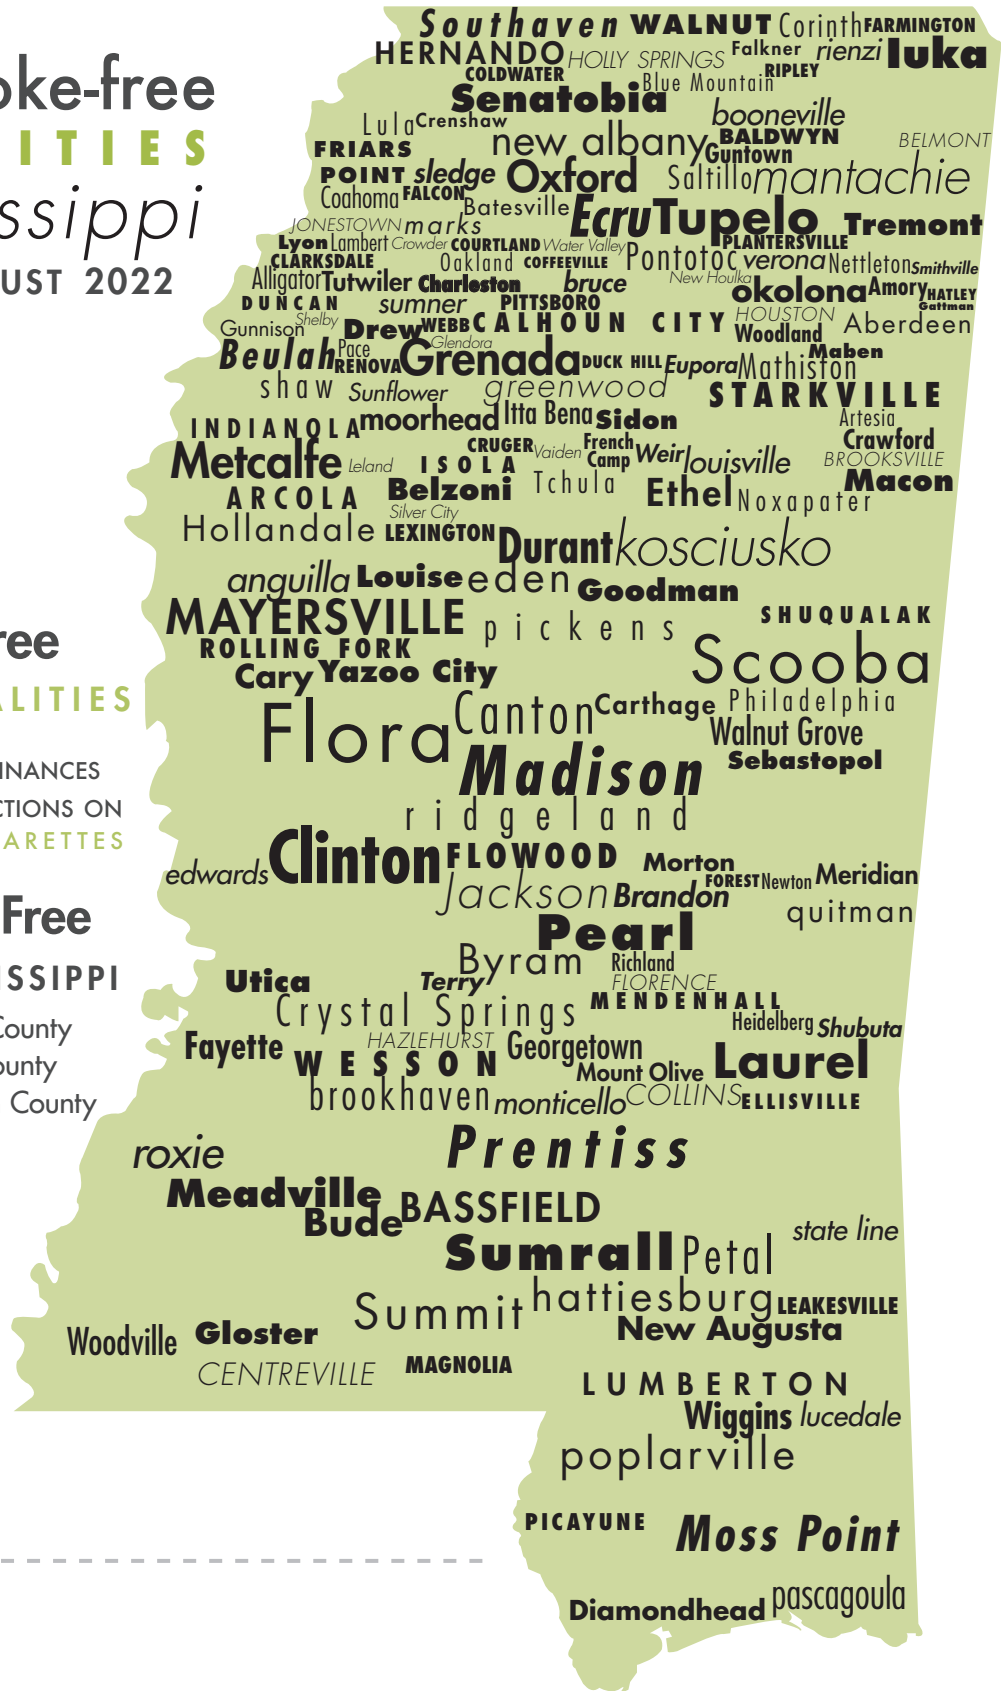 oke-free
ITIES
ssippi
UST 2022
ree
ALITIES
INANCES
CTIONS ON
ARETTES
Free
ISSIPPI
County
ounty
County
Southaven WALNUT Corinth FARMINGTON
HERNANDO HOLLY SPRINGS Falkner rienzi Iuka
COLDWATER Blue Mountain RIPLEY
Senatobia booneville
Lula Crenshaw new albany BALDWYN BELMONT
FRIARS POINT sledge Oxford Guntown
Saltillo mantachie
Coahoma FALCON Batesville Ecru Tupelo Tremont
JONESTOWN marks
Lyon Lambert Crowder COURTLAND Water Valley Pontotoc PLANTERSVILLE
CLARKSDALE Oakland COFFEEVILLE verona Nettleton Smithville
Alligator Tutwiler Charleston bruce New Houlka okolona Amory HATLEY
DUNCAN sumner PITTSBORO Gattman
Gunnison Shelby Drew WEBB CALHOUN CITY HOUSTON Aberdeen
Woodland
Beulah Pace Glendora Grenada DUCK HILL Eupora Mathiston Maben
RENOVA
shaw Sunflower greenwood STARKVILLE
INDIANOLA moorhead Itta Bena Sidon Artesia
CRUGER Vaiden French Camp Weir louisville Crawford
Metcalfe Leland ISOLA BROOKSVILLE
ARCOLA Belzoni Tchula Ethel Noxapater Macon
Silver City
Hollandale LEXINGTON Durant kosciusko
anguilla Louise eden Goodman
MAYERSVILLE pickens SHUQUALAK
ROLLING FORK Scooba
Cary Yazoo City
Flora Canton Carthage Philadelphia
Walnut Grove
Madison Sebastopol
ridgeland
edwards Clinton FLOWOOD Morton
Jackson Brandon FOREST Newton Meridian
Pearl quitman
Byram Richland
Utica Terry FLORENCE
Crystal Springs MENDENHALL
Heidelberg Shubuta
Fayette HAZLEHURST Georgetown
WESSON Mount Olive Laurel
brookhaven monticello COLLINS ELLISVILLE
roxie Prentiss
Meadville
Bude BASSFIELD
Sumrall Petal state line
Summit hattiesburg LEAKESVILLE
Woodville Gloster New Augusta
CENTREVILLE MAGNOLIA
LUMBERTON
Wiggins lucedale
poplarville
PICAYUNE Moss Point
Diamondhead pascagoula